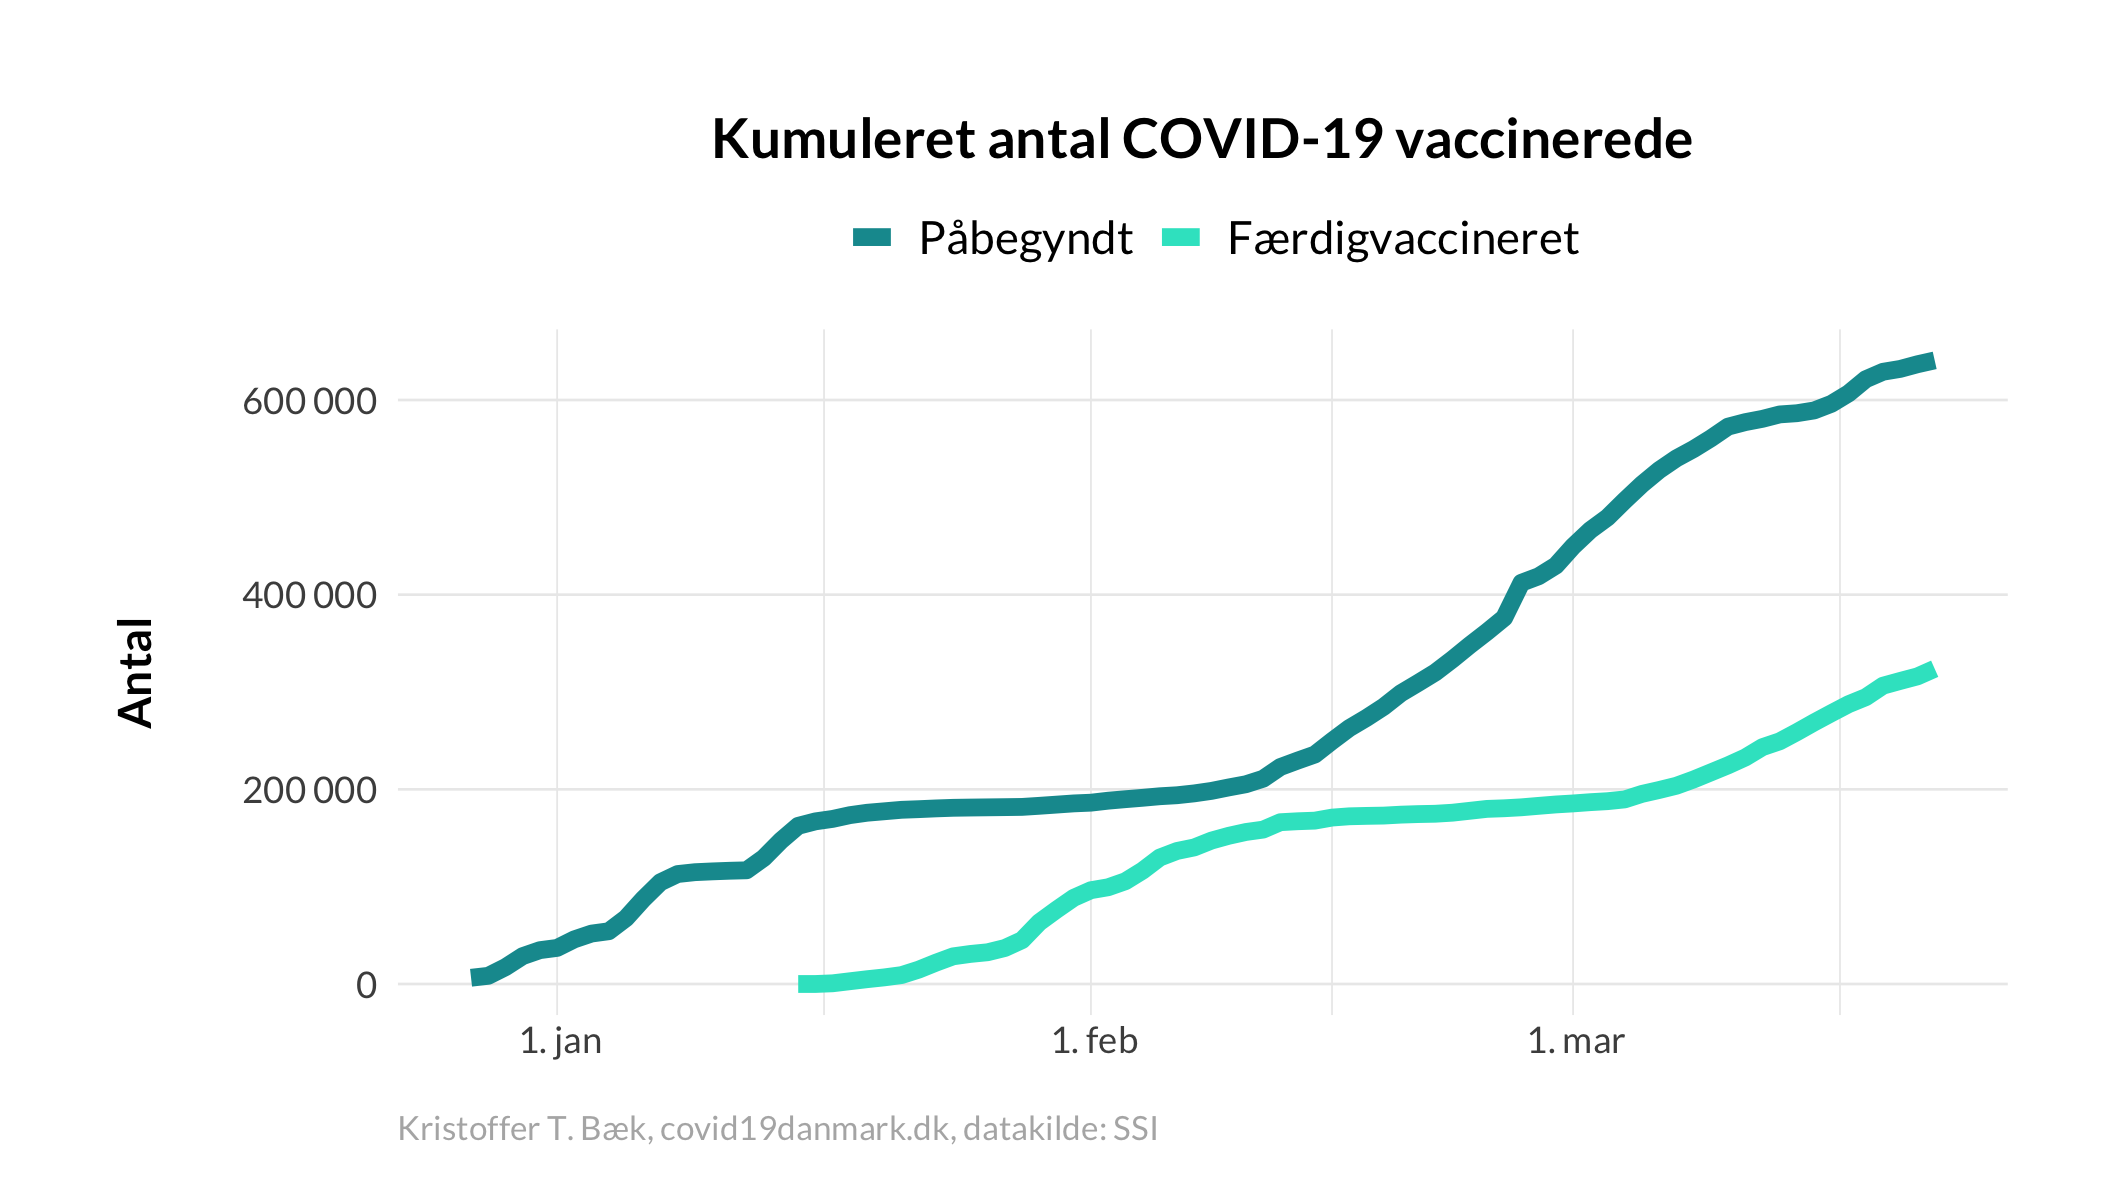 Kumuleret antal COVID-19 vaccinerede
Påbegyndt Færdigvaccineret
Antal
600 000
400 000
200 000
0
1. jan 1. feb 1. mar
Kristoffer T. Bæk, covid19danmark.dk, datakilde: SSI